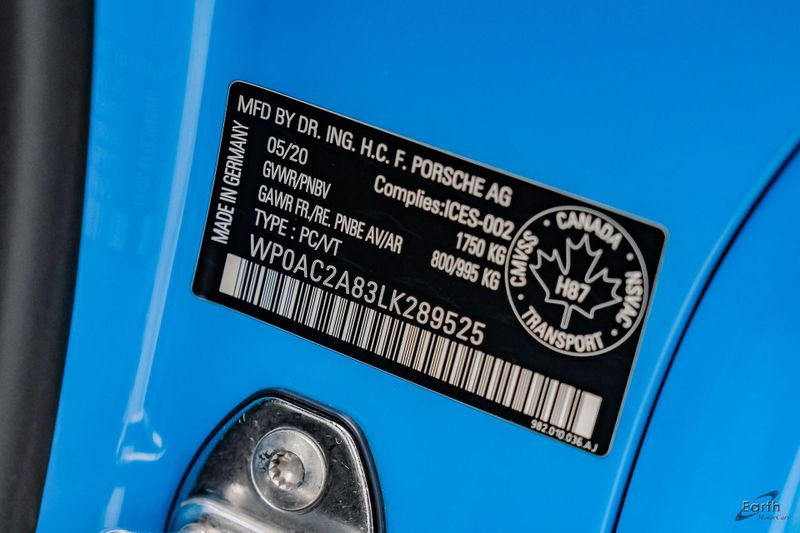 MFD BY DR. ING. H.C. F. PORSCHE AG
MADE IN GERMANY
05/20
Complies:ICES-002
GVWR/PNBV 1750 KG
GAWR FR./RE. PNBE AV/AR 800/995 KG
TYPE : PC/VT
WP0AC2A83LK289525
CANADA
CMVSS
NSVAC
H87
TRANSPORT
982.010.036.AJ
Earth
MotorCars